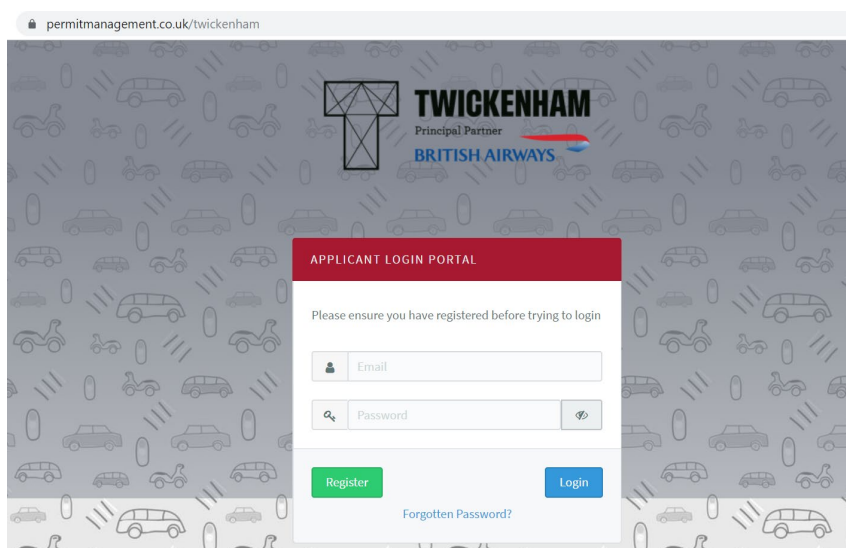 permitmanagement.co.uk/twickenham
TWICKENHAM
Principal Partner
BRITISH AIRWAYS
APPLICANT LOGIN PORTAL
Please ensure you have registered before trying to login
Email
Password
Register
Login
Forgotten Password?